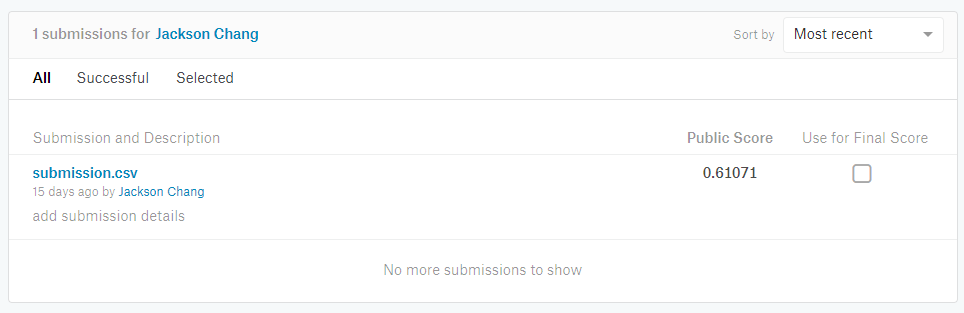 1 submissions for Jackson Chang
Sort by Most recent
All Successful Selected
Submission and Description Public Score Use for Final Score
submission.csv 0.61071
15 days ago by Jackson Chang
add submission details
No more submissions to show